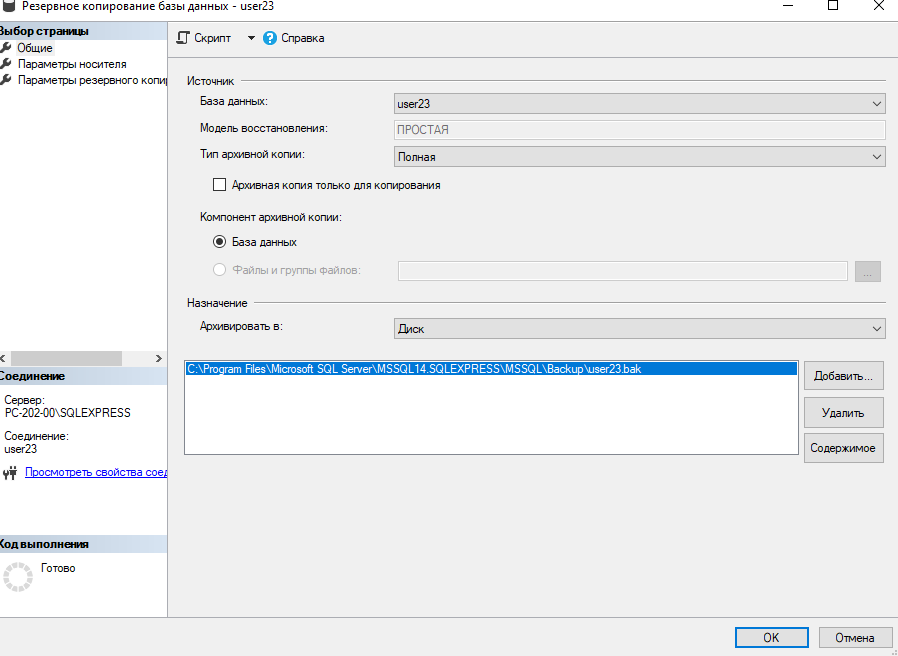 Резервное копирование базы данных - user23
Выбор страницы
Общие
Параметры носителя
Параметры резервного копи
Скрипт
Справка
Источник
База данных:
user23
Модель восстановления:
ПРОСТАЯ
Тип архивной копии:
Полная
Архивная копия только для копирования
Компонент архивной копии:
База данных
Файлы и группы файлов:
...
Назначение
Архивировать в:
Диск
C:\Program Files\Microsoft SQL Server\MSSQL14.SQLEXPRESS\MSSQL\Backup\user23.bak
Добавить...
Удалить
Содержимое
Соединение
Сервер:
PC-202-00\SQLEXPRESS
Соединение:
user23
Просмотреть свойства соед
Ход выполнения
Готово
OK
Отмена